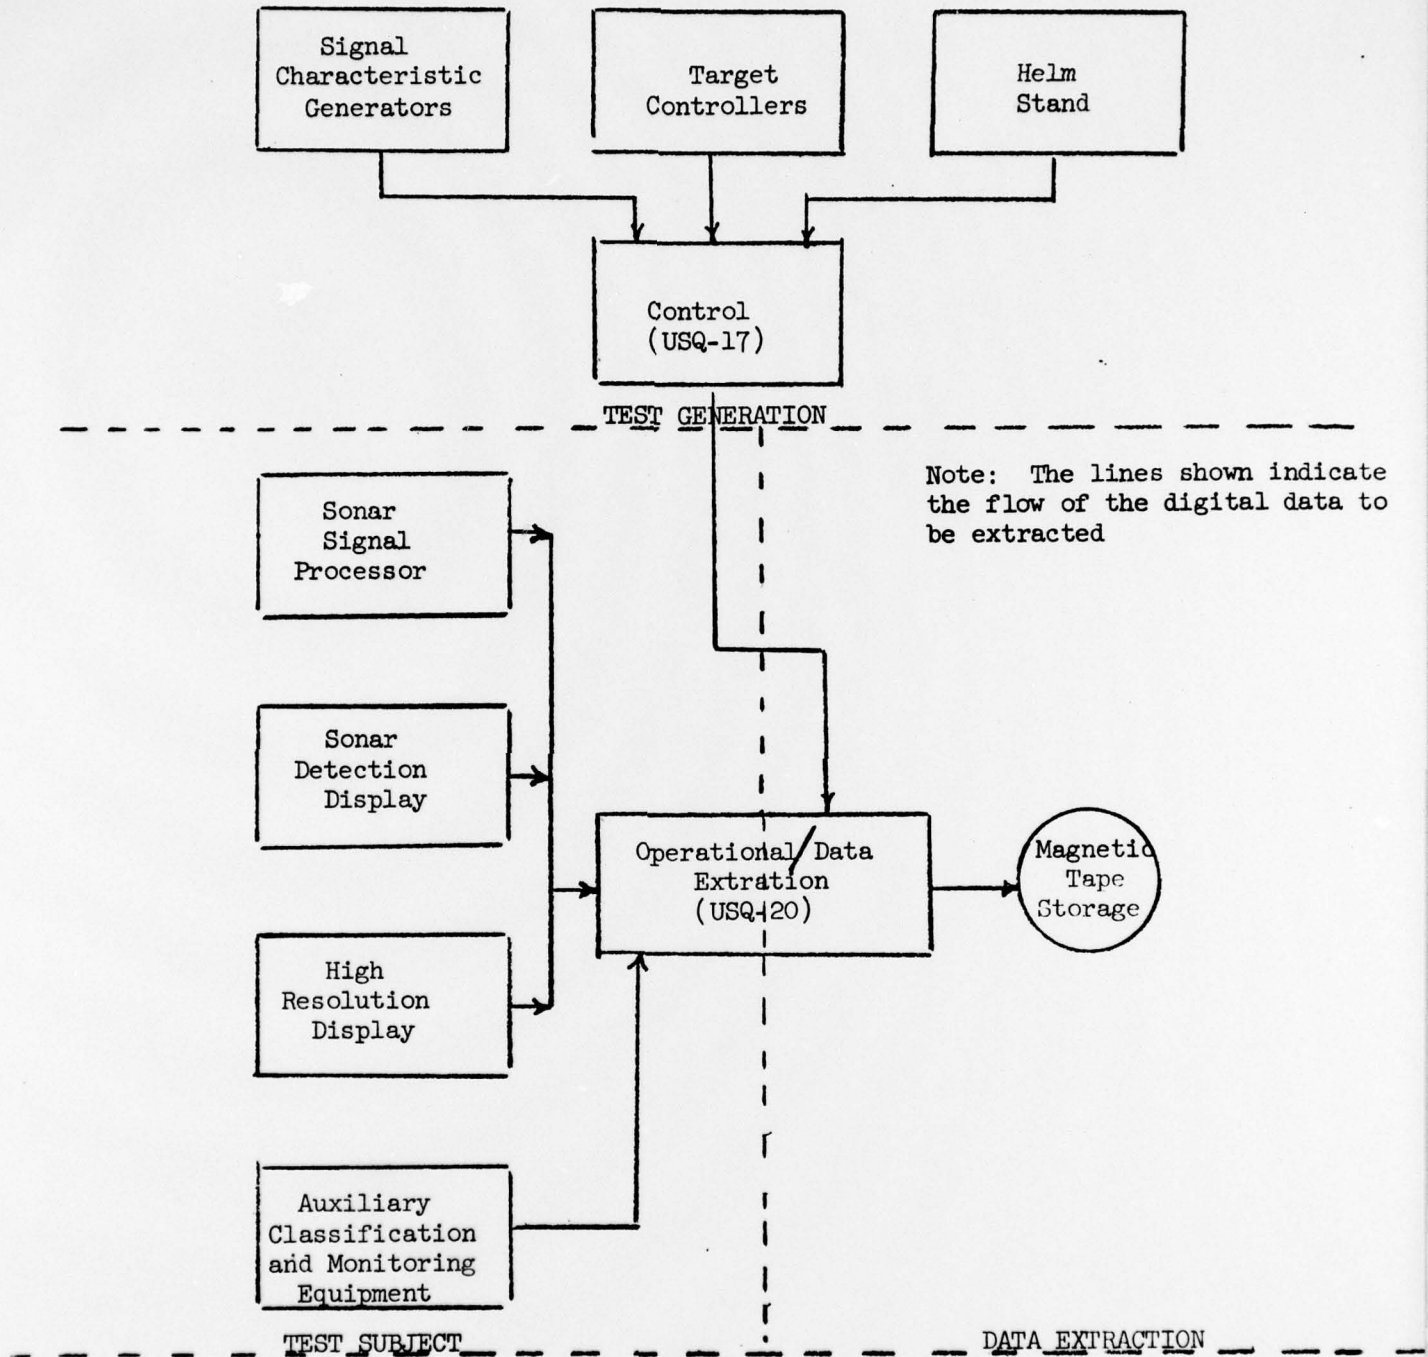 Signal
Characteristic
Generators
Target
Controllers
Helm
Stand
Control
(USQ-17)
TEST GENERATION
Note: The lines shown indicate
the flow of the digital data to
be extracted
Sonar
Signal
Processor
Sonar
Detection
Display
Operational/Data
Extration
(USQ-20)
Magnetic
Tape
Storage
High
Resolution
Display
Auxiliary
Classification
and Monitoring
Equipment
TEST SUBJECT
DATA EXTRACTION